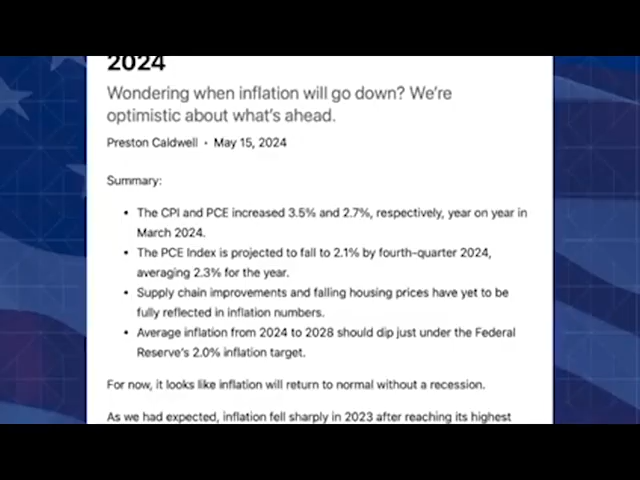 2024
Wondering when inflation will go down? We're
optimistic about what's ahead.
Preston Caldwell • May 15, 2024
Summary:
• The CPI and PCE increased 3.5% and 2.7%, respectively, year on year in
March 2024.
• The PCE Index is projected to fall to 2.1% by fourth-quarter 2024,
averaging 2.3% for the year.
• Supply chain improvements and falling housing prices have yet to be
fully reflected in inflation numbers.
• Average inflation from 2024 to 2028 should dip just under the Federal
Reserve's 2.0% inflation target.
For now, it looks like inflation will return to normal without a recession.
As we had expected, inflation fell sharply in 2023 after reaching its highest